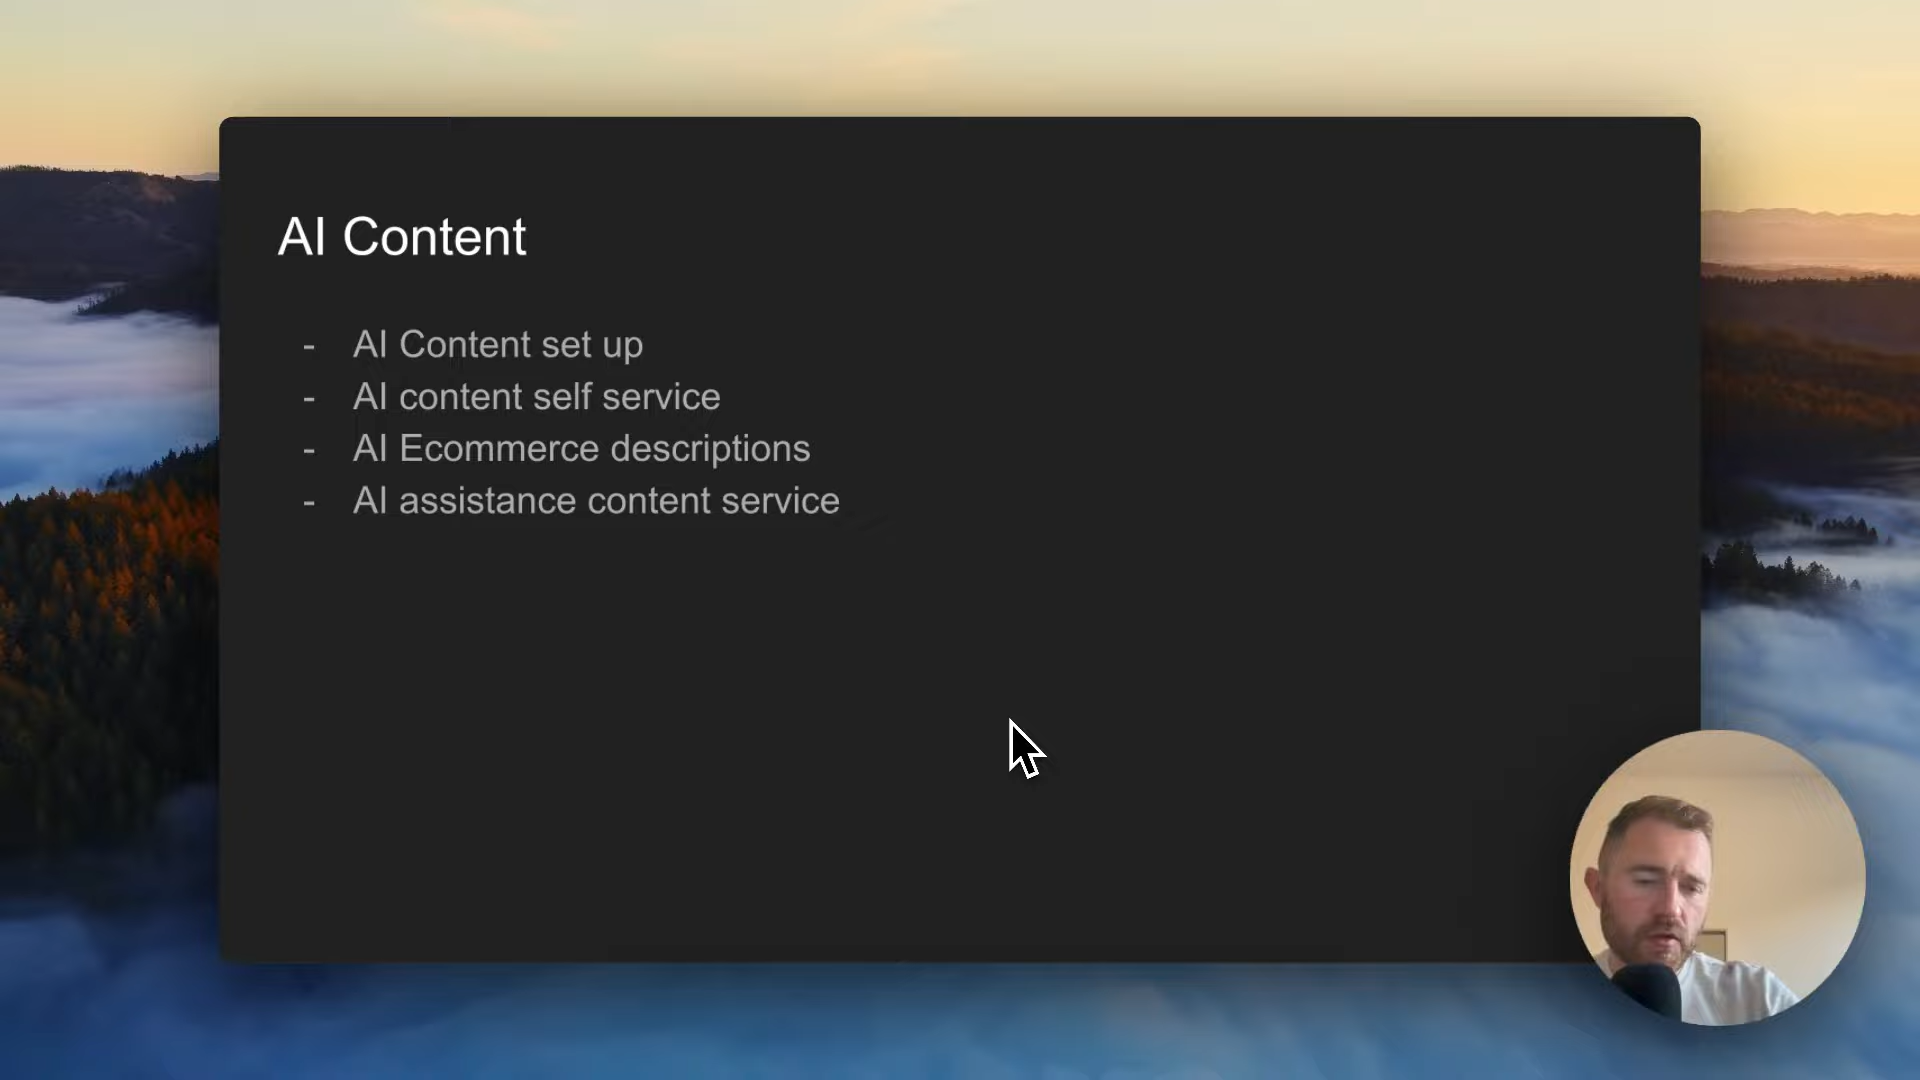 AI Content
- AI Content set up
- AI content self service
- AI Ecommerce descriptions
- AI assistance content service